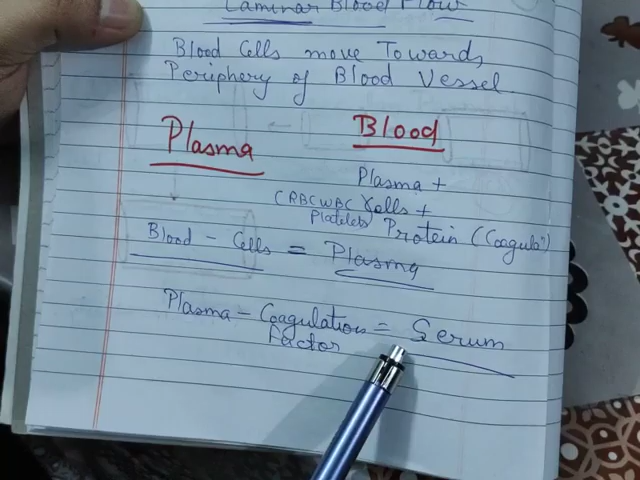 Laminar Blood Flow
Blood Cells move Towards
Periphery of Blood Vessel
Plasma
Blood
Plasma +
(RBC WBC Platelets) Cells +
Protein (Coagula")
Blood - Cells = Plasma
Plasma - Coagulation Factor = Serum